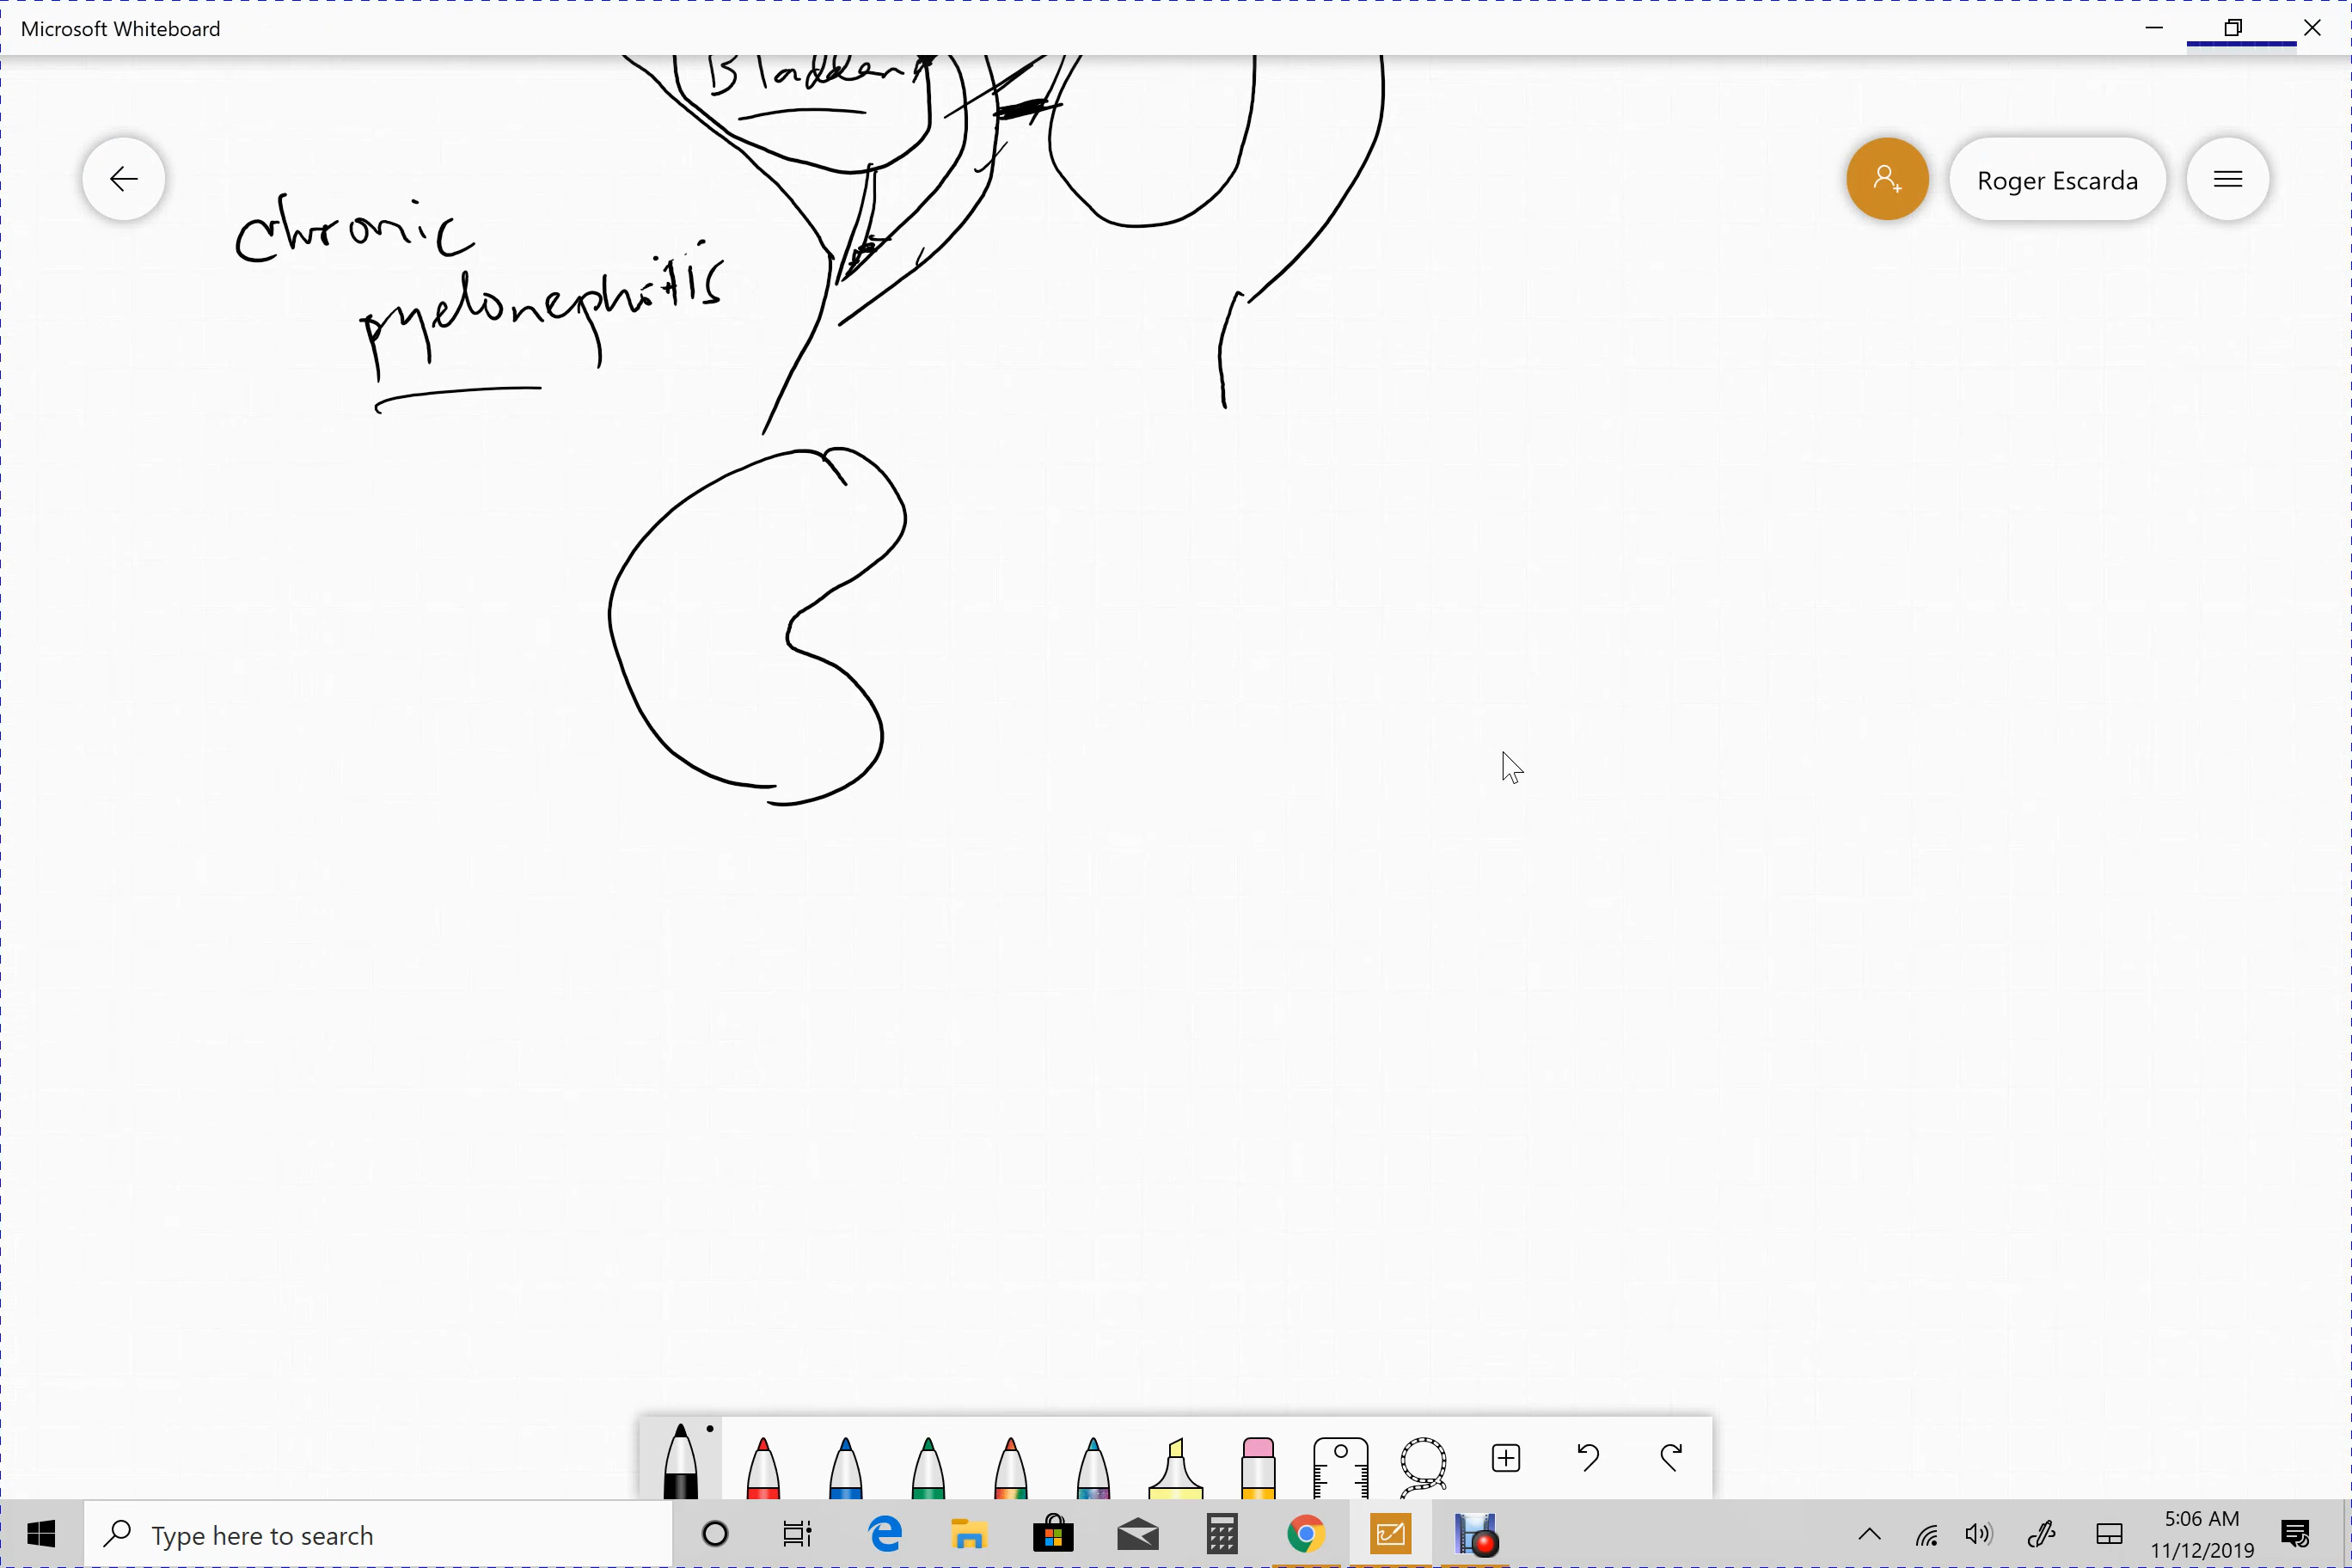 Microsoft Whiteboard
Bladder
Roger Escarda
chronic
pyelonephritis
Type here to search
5:06 AM
11/12/2019